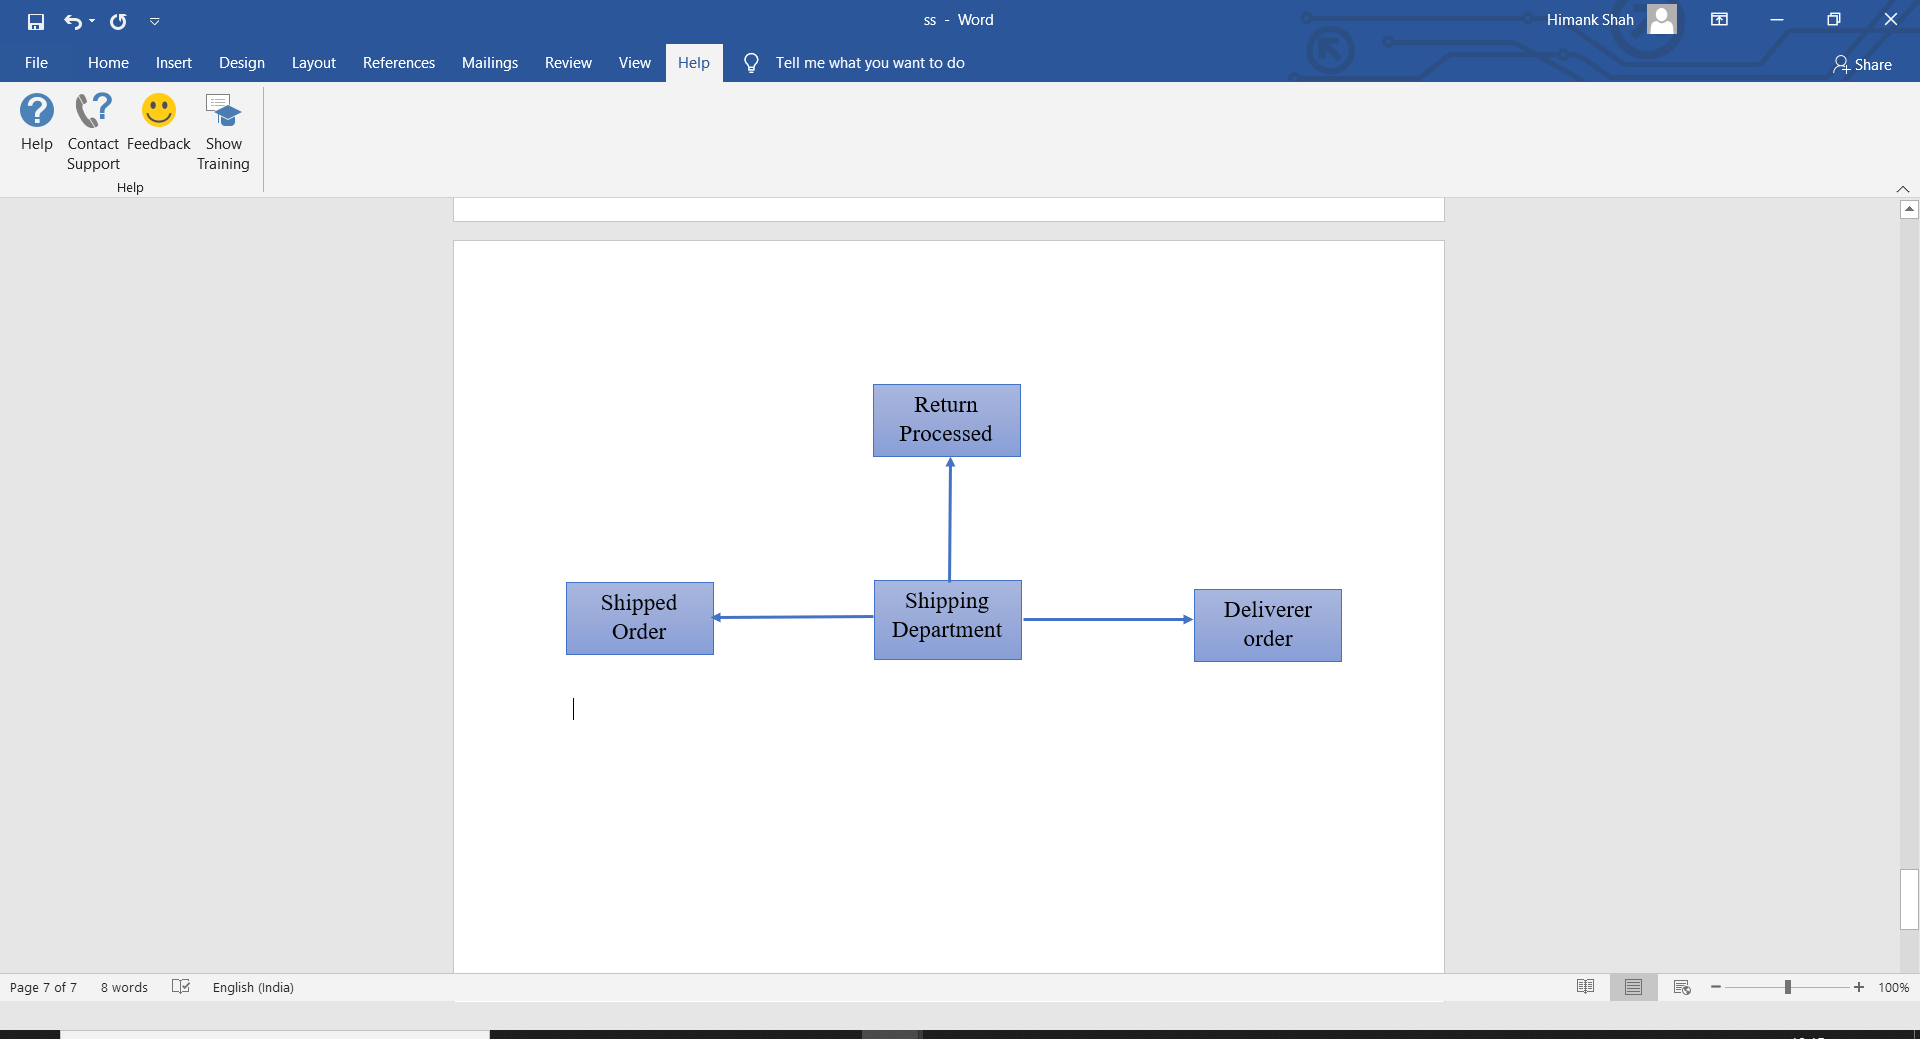 ss - Word
Himank Shah
File Home Insert Design Layout References Mailings Review View Help Tell me what you want to do
Share
Help Contact Support Feedback Show Training
Help
Return
Processed
Shipped
Order
Shipping
Department
Deliverer
order
Page 7 of 7 8 words English (India)
100%